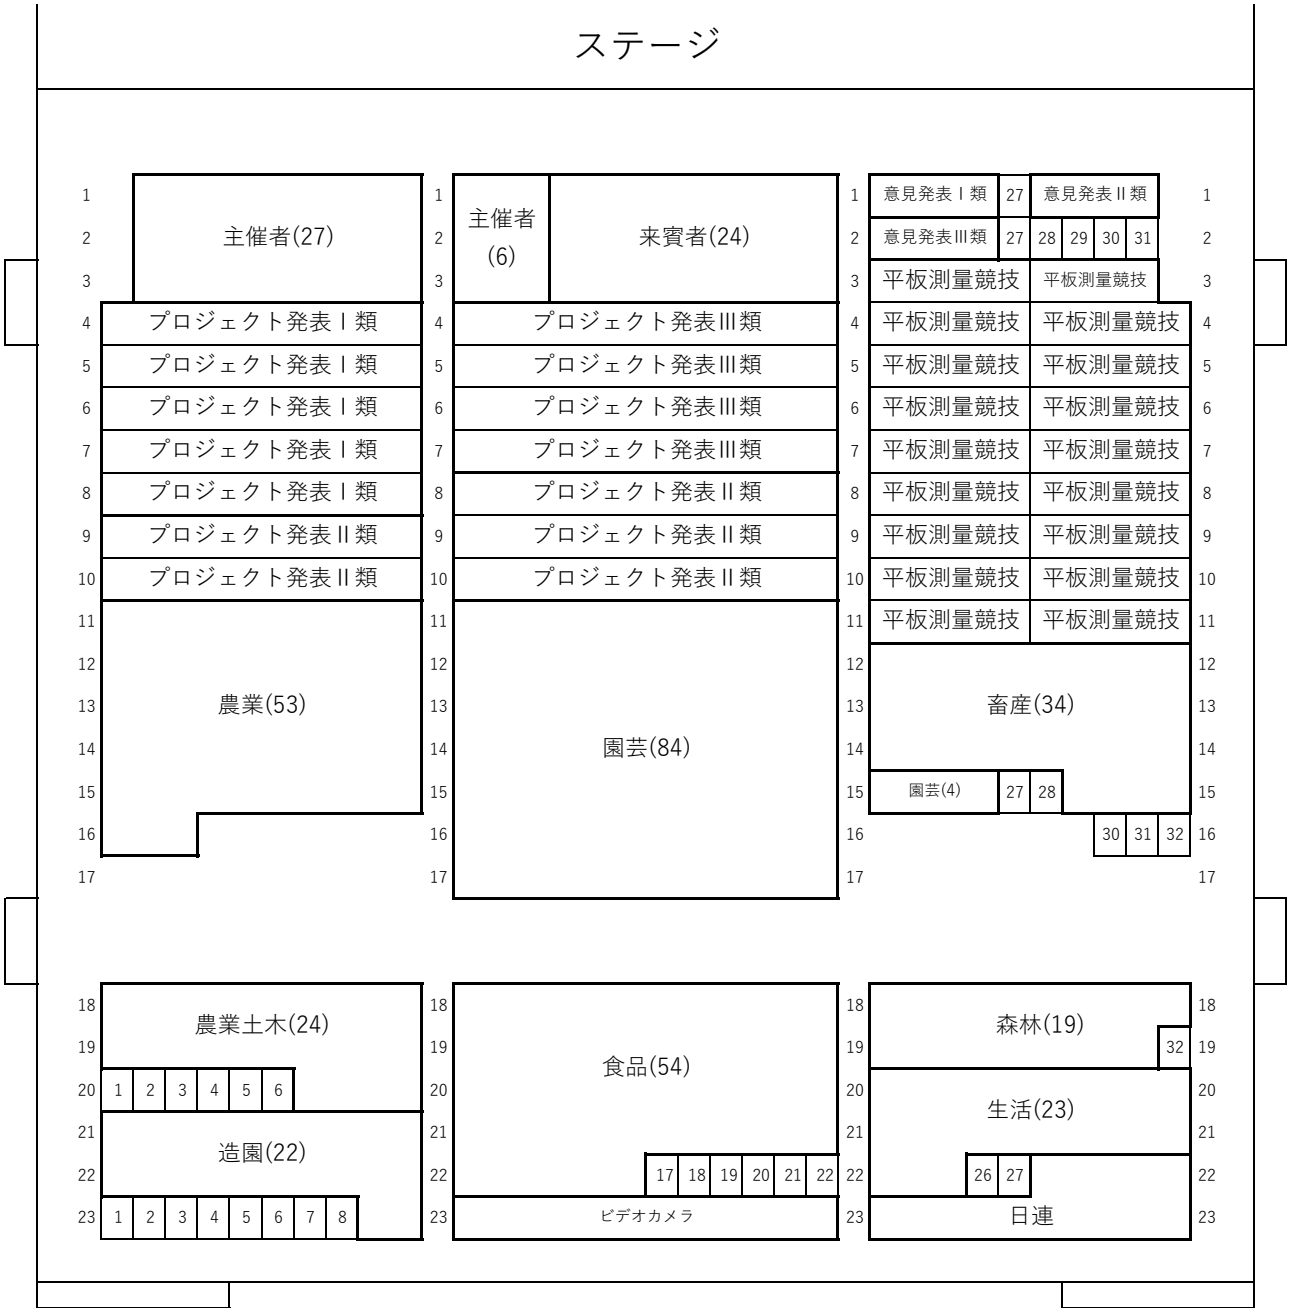 ステージ
1 1 1 意見発表Ⅰ類 27 意見発表Ⅱ類 1
2 主催者(27) 2 主催者 来賓者(24) 2 意見発表Ⅲ類 27 28 29 30 31 2
(6)
3 3 3 平板測量競技 平板測量競技 3
4 プロジェクト発表Ⅰ類 4 プロジェクト発表Ⅲ類 4 平板測量競技 平板測量競技 4
5 プロジェクト発表Ⅰ類 5 プロジェクト発表Ⅲ類 5 平板測量競技 平板測量競技 5
6 プロジェクト発表Ⅰ類 6 プロジェクト発表Ⅲ類 6 平板測量競技 平板測量競技 6
7 プロジェクト発表Ⅰ類 7 プロジェクト発表Ⅲ類 7 平板測量競技 平板測量競技 7
8 プロジェクト発表Ⅰ類 8 プロジェクト発表Ⅱ類 8 平板測量競技 平板測量競技 8
9 プロジェクト発表Ⅱ類 9 プロジェクト発表Ⅱ類 9 平板測量競技 平板測量競技 9
10 プロジェクト発表Ⅱ類 10 プロジェクト発表Ⅱ類 10 平板測量競技 平板測量競技 10
11 11 11 平板測量競技 平板測量競技 11
12 12 12 12
13 農業(53) 13 13 畜産(34) 13
14 14 園芸(84) 14 14
15 15 15 園芸(4) 27 28 15
16 16 16 30 31 32 16
17 17 17 17
18 18 18 18
農業土木(24) 森林(19)
19 19 19 32 19
食品(54)
20 1 2 3 4 5 6 20 20 20
生活(23)
21 21 21 21
造園(22)
22 22 17 18 19 20 21 22 22 26 27 22
23 1 2 3 4 5 6 7 8 23 ビデオカメラ 23 日連 23